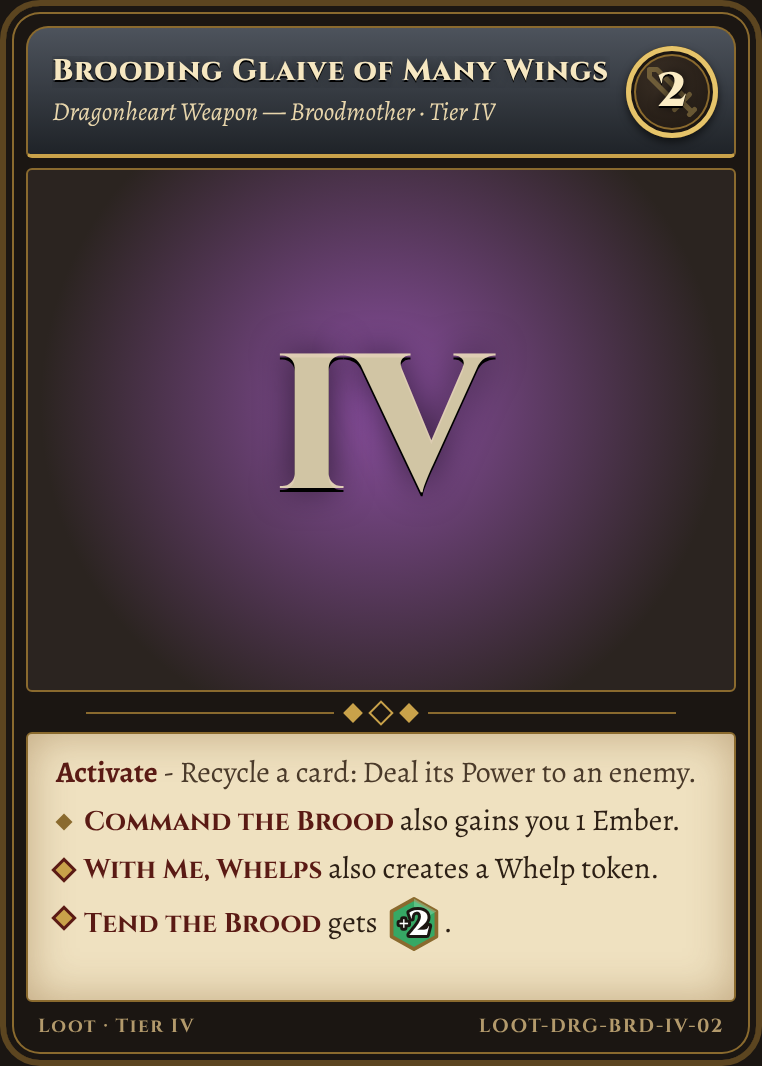 Brooding Glaive of Many Wings
2
Dragonheart Weapon — Broodmother · Tier IV
IV
Activate - Recycle a card: Deal its Power to an enemy.
Command the Brood also gains you 1 Ember.
With Me, Whelps also creates a Whelp token.
Tend the Brood gets +2.
Loot · Tier IV
LOOT-DRG-BRD-IV-02